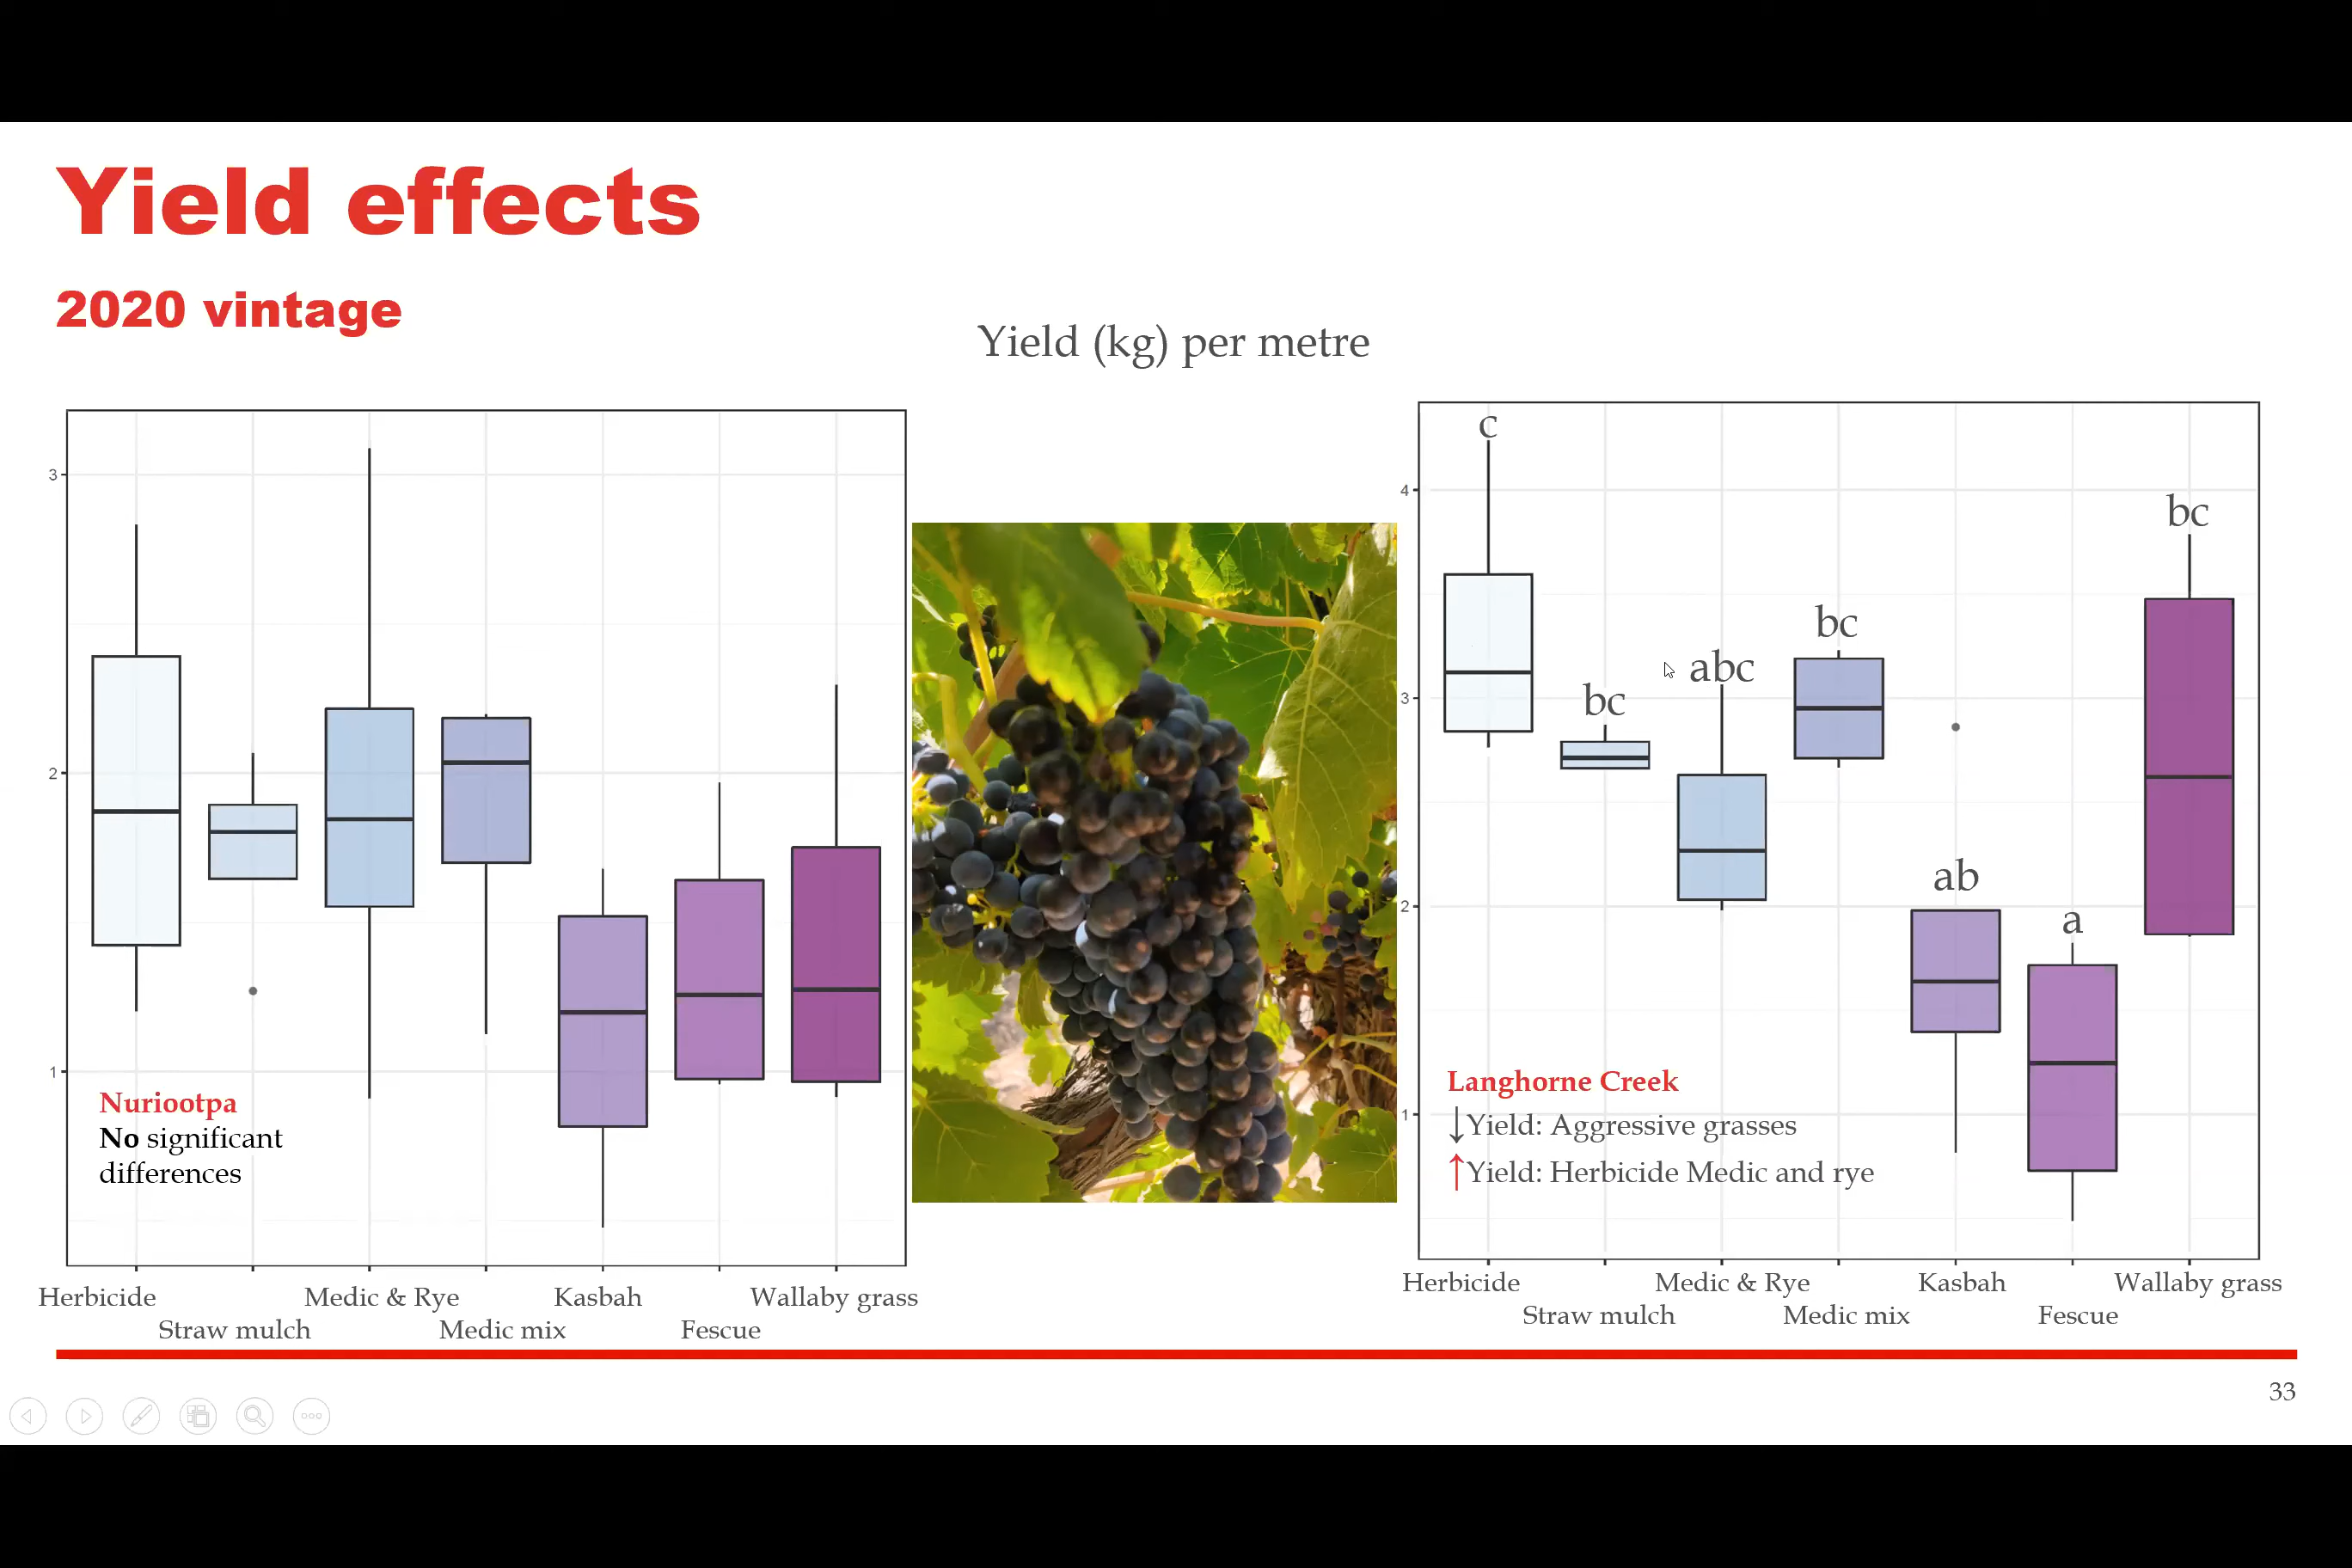 Yield effects
2020 vintage
Yield (kg) per metre
3
2
1
Nuriootpa
No significant
differences
Herbicide
Medic & Rye
Kasbah
Wallaby grass
Straw mulch
Medic mix
Fescue
4
3
2
1
c
bc
abc
bc
ab
a
bc
Langhorne Creek
↓Yield: Aggressive grasses
↑Yield: Herbicide Medic and rye
Herbicide
Medic & Rye
Kasbah
Wallaby grass
Straw mulch
Medic mix
Fescue
33